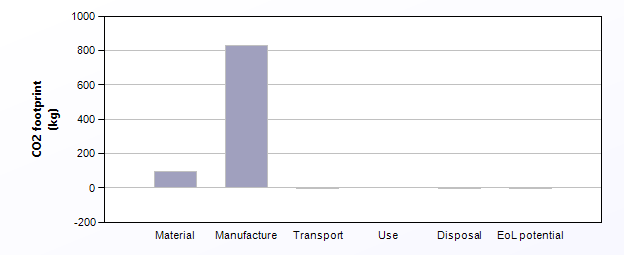 CO2 footprint
(kg)
1000
800
600
400
200
0
-200
Material Manufacture Transport Use Disposal EoL potential